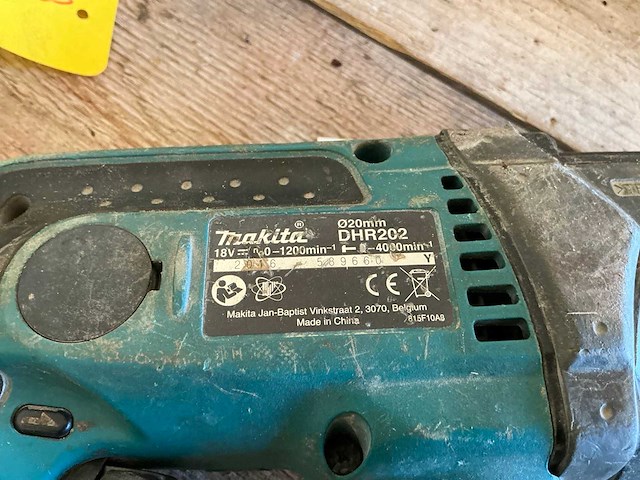 Makita® Ø20mm
DHR202
18V 0-1200min-1 -4000min-1
2016 589660 Y
CE
Makita Jan-Baptist Vinkstraat 2, 3070, Belgium
Made in China 815F10A8